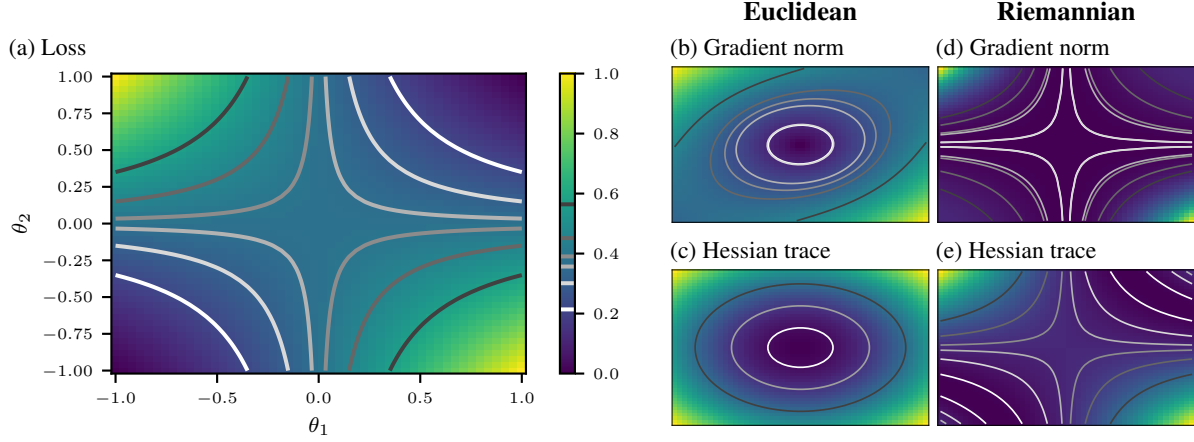 Euclidean
Riemannian
(a) Loss
(b) Gradient norm
(d) Gradient norm
1.00
0.75
0.50
0.25
0.00
−0.25
−0.50
−0.75
−1.00
θ2
−1.0
−0.5
0.0
0.5
1.0
θ1
1.0
0.8
0.6
0.4
0.2
0.0
(c) Hessian trace
(e) Hessian trace